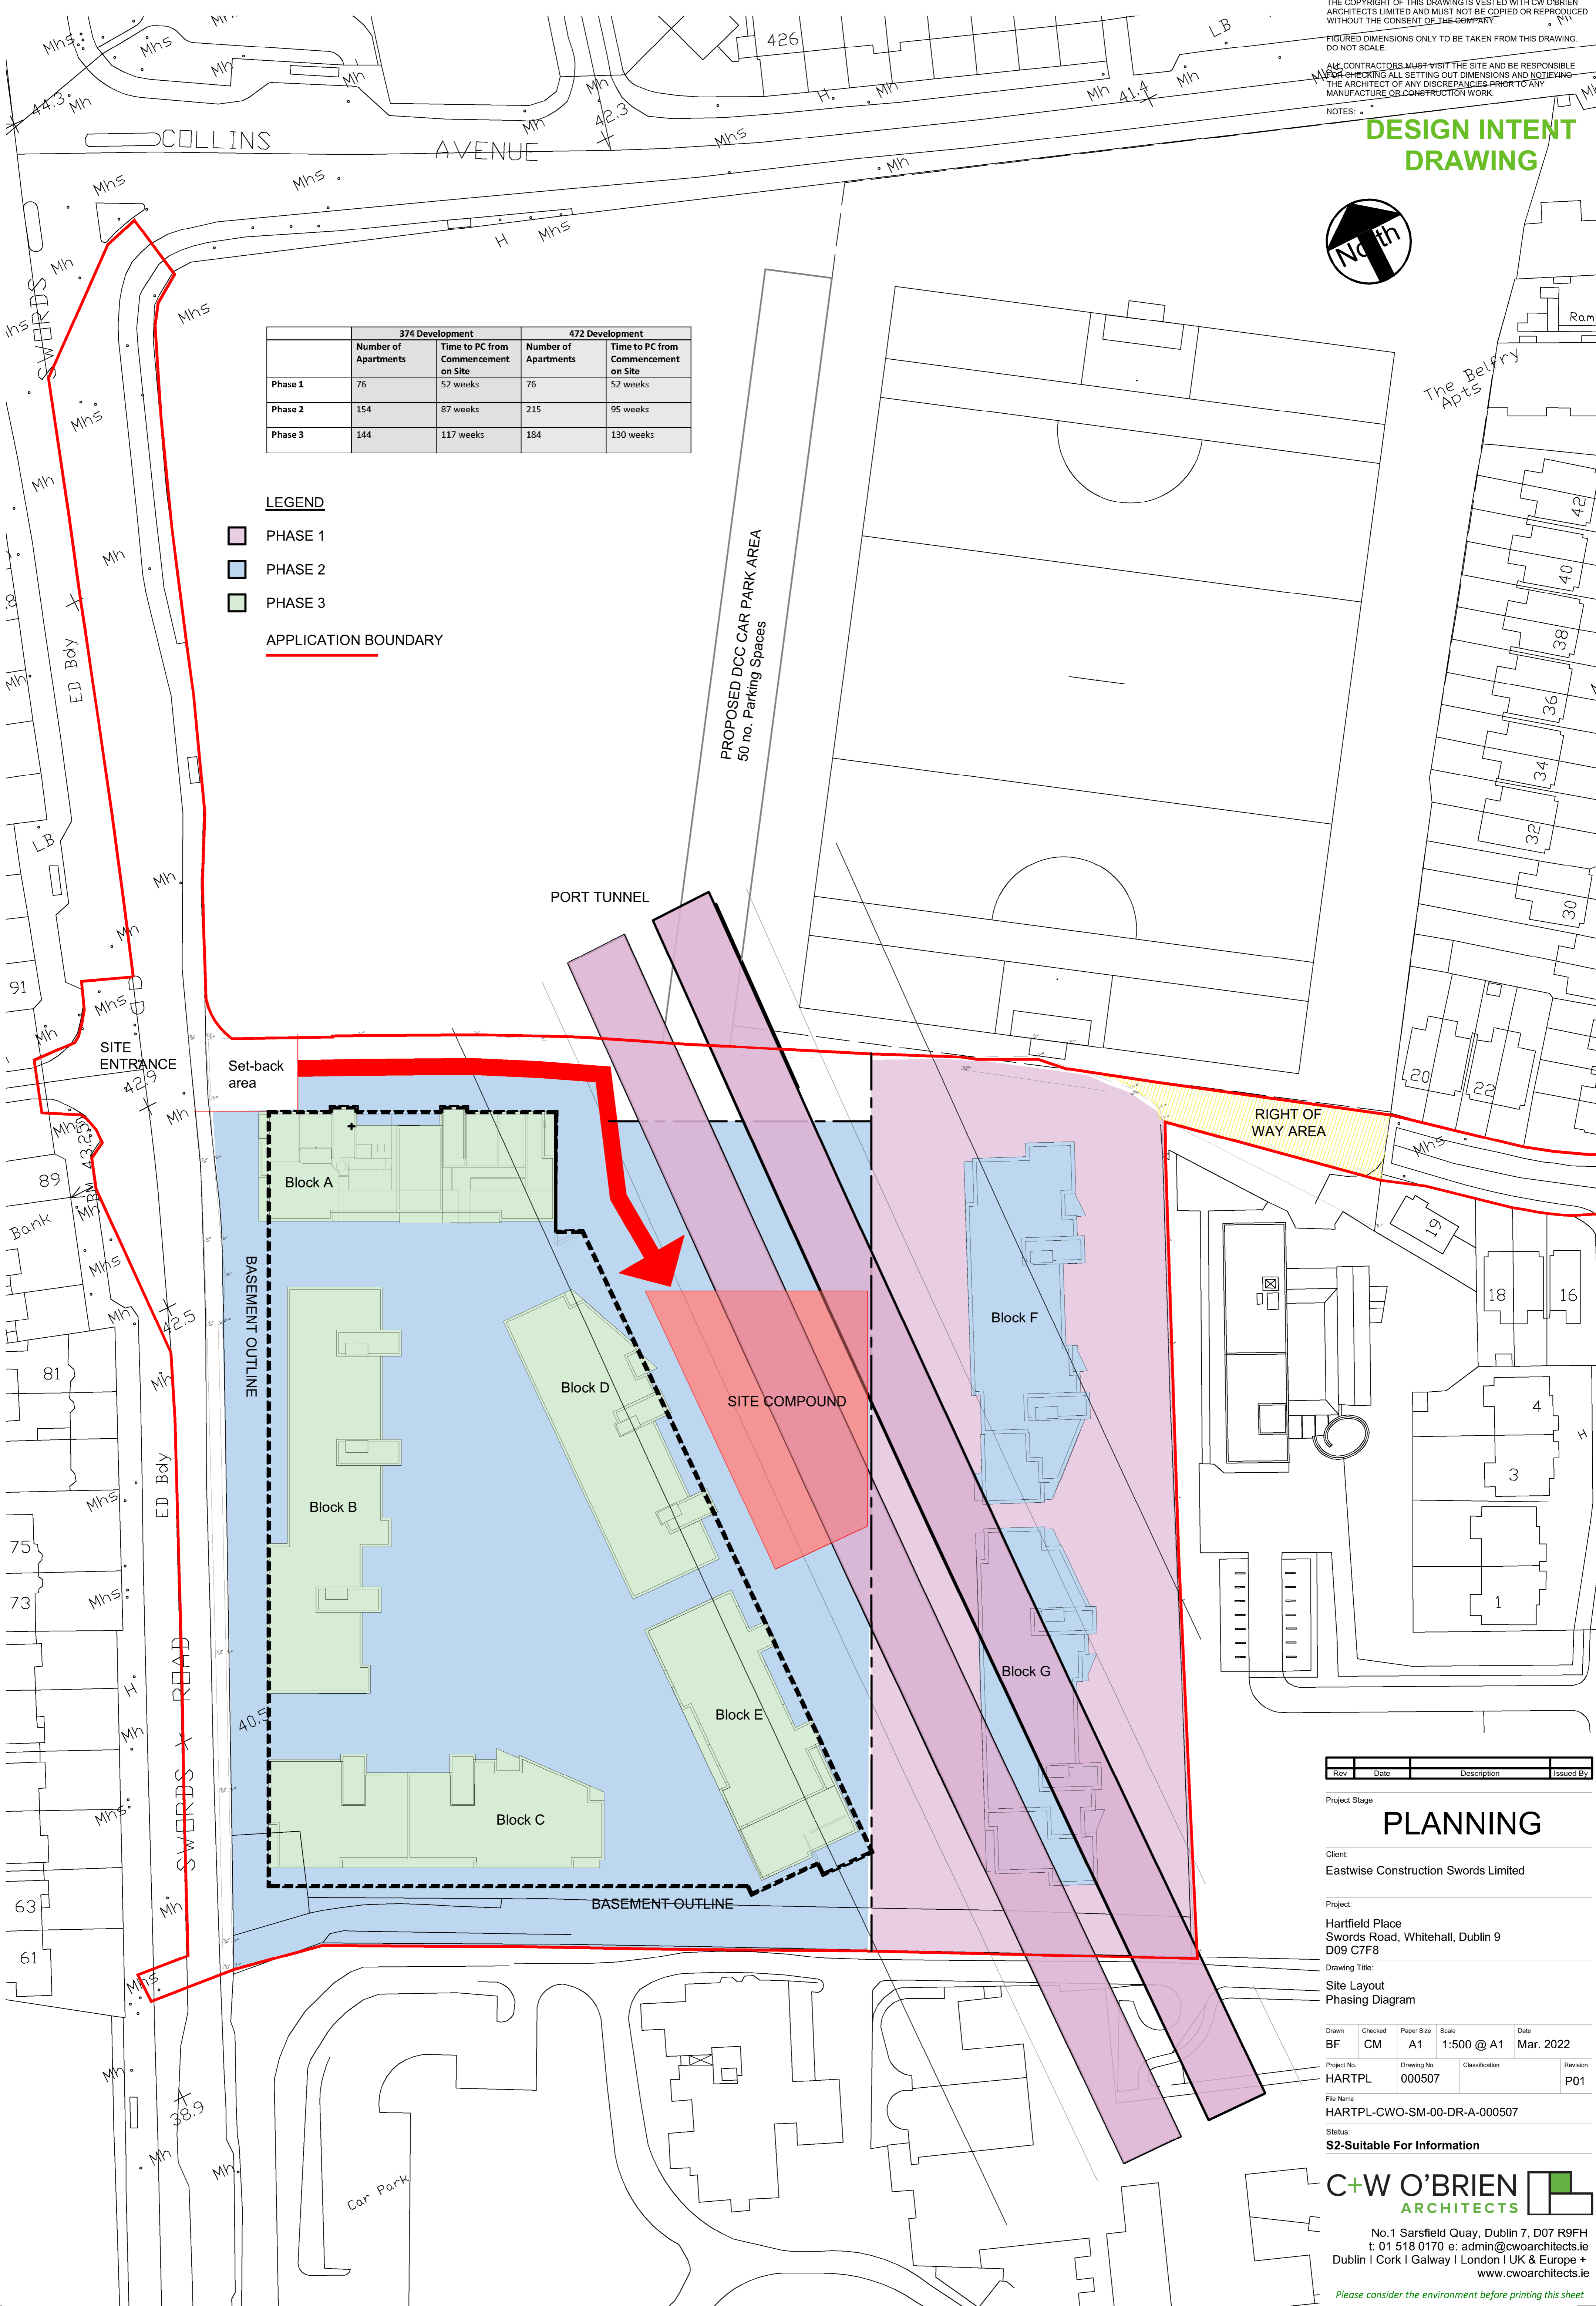 THE COPYRIGHT OF THIS DRAWING IS VESTED WITH CW O'BRIEN
ARCHITECTS LIMITED AND MUST NOT BE COPIED OR REPRODUCED
WITHOUT THE CONSENT OF THE COMPANY.
FIGURED DIMENSIONS ONLY TO BE TAKEN FROM THIS DRAWING.
DO NOT SCALE.
ALL CONTRACTORS MUST VISIT THE SITE AND BE RESPONSIBLE
FOR CHECKING ALL SETTING OUT DIMENSIONS AND NOTIFYING
THE ARCHITECT OF ANY DISCREPANCIES PRIOR TO ANY
MANUFACTURE OR CONSTRUCTION WORK.
NOTES:
DESIGN INTENT
DRAWING
North
COLLINS AVENUE
426
LB
44.3
42.3
41.4
Mh
Mhs
H
SWORDS
The Belfry
Apts
374 Development
472 Development
Number of Apartments
Time to PC from Commencement on Site
Number of Apartments
Time to PC from Commencement on Site
Phase 1 76 52 weeks 76 52 weeks
Phase 2 154 87 weeks 215 95 weeks
Phase 3 144 117 weeks 184 130 weeks
LEGEND
PHASE 1
PHASE 2
PHASE 3
APPLICATION BOUNDARY
ED Bdy
LB
PROPOSED DCC CAR PARK AREA
50 no. Parking Spaces
42
40
38
36
34
32
30
20
22
PORT TUNNEL
91
SITE
ENTRANCE
42.9
Set-back
area
RIGHT OF
WAY AREA
Mhs
89
Bank
Block A
BASEMENT OUTLINE
42.5
81
Block B
Block D
SITE COMPOUND
Block F
19
18
16
4
3
1
H
ED Bdy
75
73
SWORDS ROAD
40.5
Block E
Block G
Block C
BASEMENT OUTLINE
63
61
38.9
Car Park
Rev Date Description Issued By
Project Stage
PLANNING
Client:
Eastwise Construction Swords Limited
Project:
Hartfield Place
Swords Road, Whitehall, Dublin 9
D09 C7F8
Drawing Title:
Site Layout
Phasing Diagram
Drawn Checked Paper Size Scale Date
BF CM A1 1:500 @ A1 Mar. 2022
Project No. Drawing No. Classification Revision
HARTPL 000507 P01
File Name
HARTPL-CWO-SM-00-DR-A-000507
Status:
S2-Suitable For Information
C+W O'BRIEN
ARCHITECTS
No.1 Sarsfield Quay, Dublin 7, D07 R9FH
t: 01 518 0170 e: admin@cwoarchitects.ie
Dublin | Cork | Galway | London | UK & Europe +
www.cwoarchitects.ie
Please consider the environment before printing this sheet